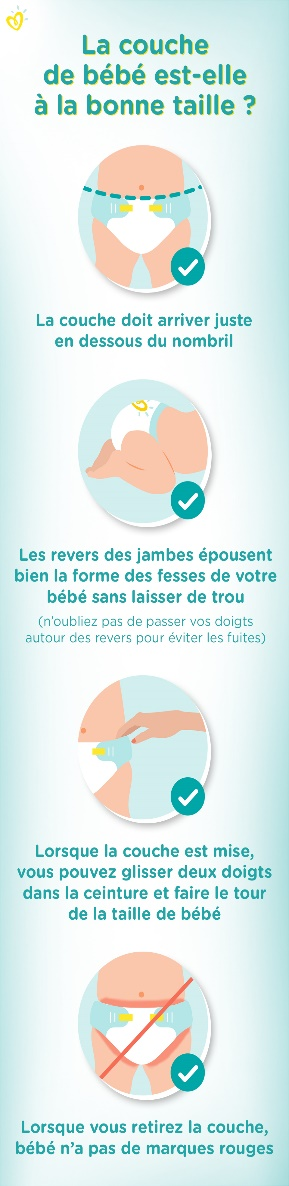 La couche
de bébé est-elle
à la bonne taille ?
La couche doit arriver juste
en dessous du nombril
Les revers des jambes épousent
bien la forme des fesses de votre
bébé sans laisser de trou
(n'oubliez pas de passer vos doigts
autour des revers pour éviter les fuites)
Lorsque la couche est mise,
vous pouvez glisser deux doigts
dans la ceinture et faire le tour
de la taille de bébé
Lorsque vous retirez la couche,
bébé n'a pas de marques rouges